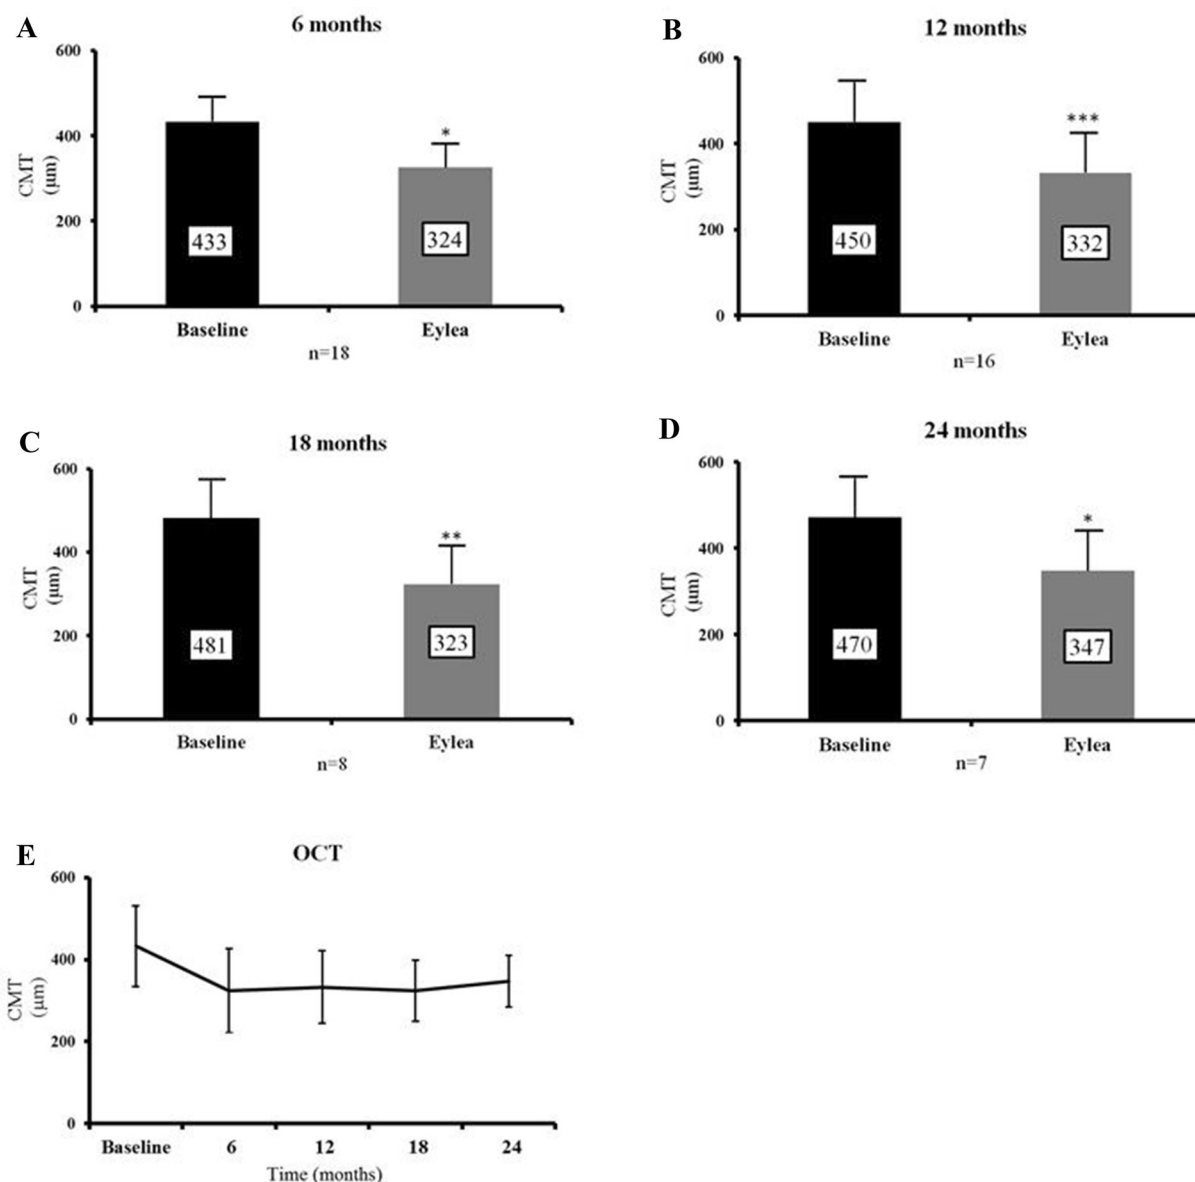 A
6 months
600
400
200
0
CMT
(µm)
433
*
324
Baseline
Eylea
n=18
B
12 months
600
400
200
0
CMT
(µm)
450
***
332
Baseline
Eylea
n=16
C
18 months
600
400
200
0
CMT
(µm)
481
**
323
Baseline
Eylea
n=8
D
24 months
600
400
200
0
CMT
(µm)
470
*
347
Baseline
Eylea
n=7
E
OCT
600
400
200
0
CMT
(µm)
Baseline 6 12 18 24
Time (months)